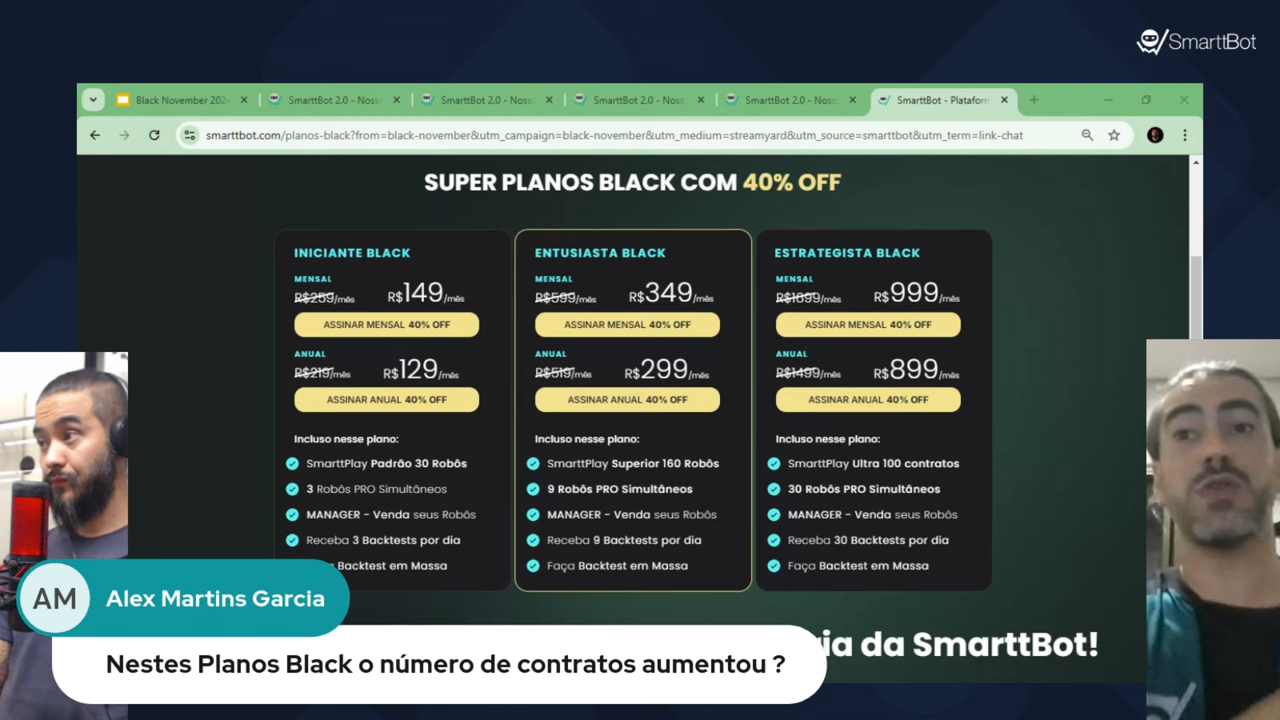 SmarttBot
Black November 202
SmarttBot 2.0 - Noss
SmarttBot 2.0 - Noss
SmarttBot 2.0 - Noss
SmarttBot 2.0 - Noss
SmarttBot - Plataform
smarttbot.com/planos-black?from=black-november&utm_campaign=black-november&utm_medium=streamyard&utm_source=smarttbot&utm_term=link-chat
SUPER PLANOS BLACK COM 40% OFF
INICIANTE BLACK
MENSAL
R$259/mês R$149/mês
ASSINAR MENSAL 40% OFF
ANUAL
R$219/mês R$129/mês
ASSINAR ANUAL 40% OFF
Incluso nesse plano:
SmarttPlay Padrão 30 Robôs
3 Robôs PRO Simultâneos
MANAGER - Venda seus Robôs
Receba 3 Backtests por dia
Backtest em Massa
ENTUSIASTA BLACK
MENSAL
R$599/mês R$349/mês
ASSINAR MENSAL 40% OFF
ANUAL
R$519/mês R$299/mês
ASSINAR ANUAL 40% OFF
Incluso nesse plano:
SmarttPlay Superior 160 Robôs
9 Robôs PRO Simultâneos
MANAGER - Venda seus Robôs
Receba 9 Backtests por dia
Faça Backtest em Massa
ESTRATEGISTA BLACK
MENSAL
R$1699/mês R$999/mês
ASSINAR MENSAL 40% OFF
ANUAL
R$1499/mês R$899/mês
ASSINAR ANUAL 40% OFF
Incluso nesse plano:
SmarttPlay Ultra 100 contratos
30 Robôs PRO Simultâneos
MANAGER - Venda seus Robôs
Receba 30 Backtests por dia
Faça Backtest em Massa
da SmarttBot!
AM
Alex Martins Garcia
Nestes Planos Black o número de contratos aumentou ?